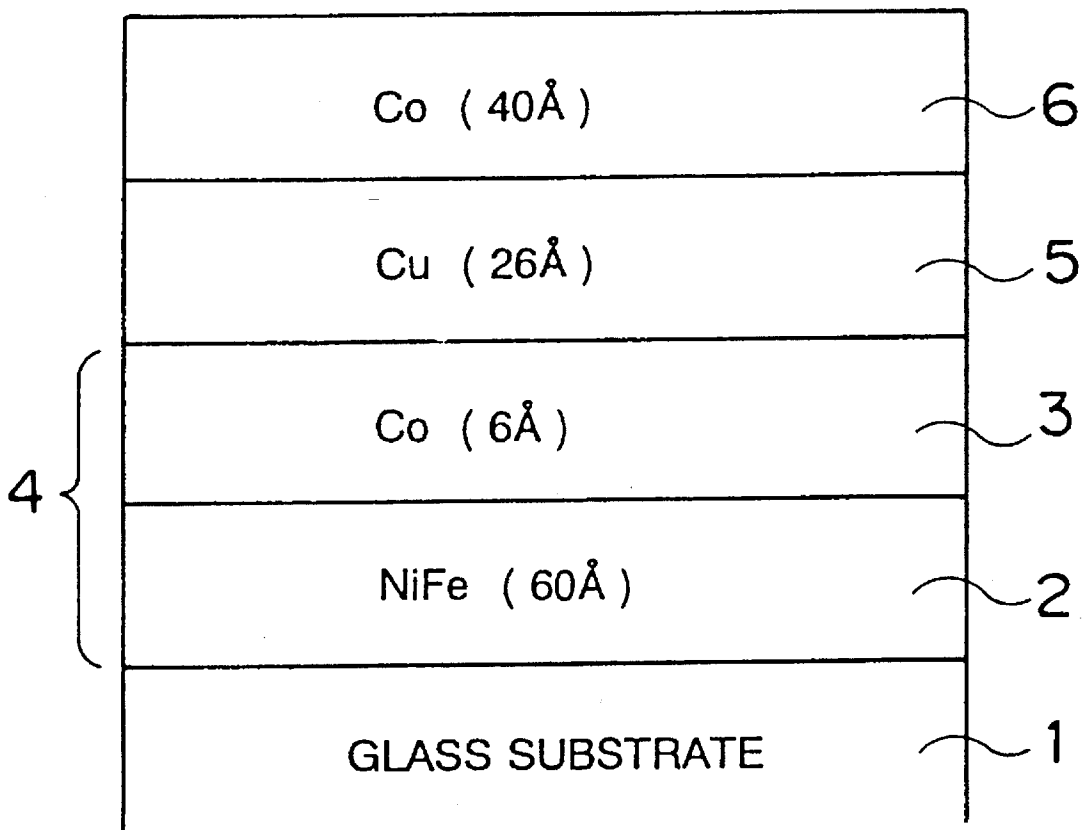 Co ( 40Å ) 6
Cu ( 26Å ) 5
Co ( 6Å ) 3
4
NiFe ( 60Å ) 2
GLASS SUBSTRATE 1